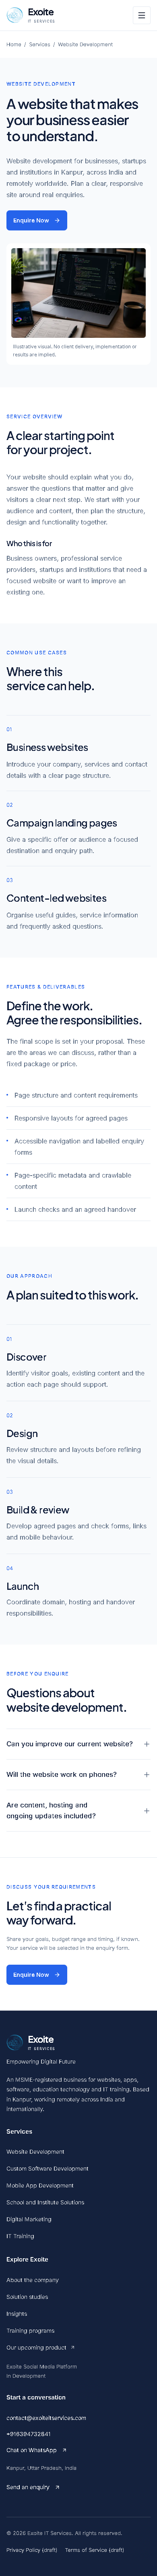 Exoite
IT SERVICES
Home / Services / Website Development
WEBSITE DEVELOPMENT
A website that makes
your business easier
to understand.
Website development for businesses, startups
and institutions in Kanpur, across India and
remotely worldwide. Plan a clear, responsive
site around real enquiries.
Enquire Now →
Illustrative visual. No client delivery, implementation or
results are implied.
SERVICE OVERVIEW
A clear starting point
for your project.
Your website should explain what you do,
answer the questions that matter and give
visitors a clear next step. We start with your
audience and content, then plan the structure,
design and functionality together.
Who this is for
Business owners, professional service
providers, startups and institutions that need a
focused website or want to improve an
existing one.
COMMON USE CASES
Where this
service can help.
01
Business websites
Introduce your company, services and contact
details with a clear page structure.
02
Campaign landing pages
Give a specific offer or audience a focused
destination and enquiry path.
03
Content-led websites
Organise useful guides, service information
and frequently asked questions.
FEATURES & DELIVERABLES
Define the work.
Agree the responsibilities.
The final scope is set in your proposal. These
are the areas we can discuss, rather than a
fixed package or price.
• Page structure and content requirements
• Responsive layouts for agreed pages
• Accessible navigation and labelled enquiry
forms
• Page-specific metadata and crawlable
content
• Launch checks and an agreed handover
OUR APPROACH
A plan suited to this work.
01
Discover
Identify visitor goals, existing content and the
action each page should support.
02
Design
Review structure and layouts before refining
the visual details.
03
Build & review
Develop agreed pages and check forms, links
and mobile behaviour.
04
Launch
Coordinate domain, hosting and handover
responsibilities.
BEFORE YOU ENQUIRE
Questions about
website development.
Can you improve our current website? +
Will the website work on phones? +
Are content, hosting and
ongoing updates included? +
DISCUSS YOUR REQUIREMENTS
Let's find a practical
way forward.
Share your goals, budget range and timing, if known.
Your service will be selected in the enquiry form.
Enquire Now →
Exoite
IT SERVICES
Empowering Digital Future
An MSME-registered business for websites, apps,
software, education technology and IT training. Based
in Kanpur, working remotely across India and
internationally.
Services
Website Development
Custom Software Development
Mobile App Development
School and Institute Solutions
Digital Marketing
IT Training
Explore Exoite
About the company
Solution studies
Insights
Training programs
Our upcoming product ↗
Exoite Social Media Platform
In Development
Start a conversation
contact@exoiteitservices.com
+916394732841
Chat on WhatsApp ↗
Kanpur, Uttar Pradesh, India
Send an enquiry ↗
© 2026 Exoite IT Services. All rights reserved.
Privacy Policy (draft) Terms of Service (draft)